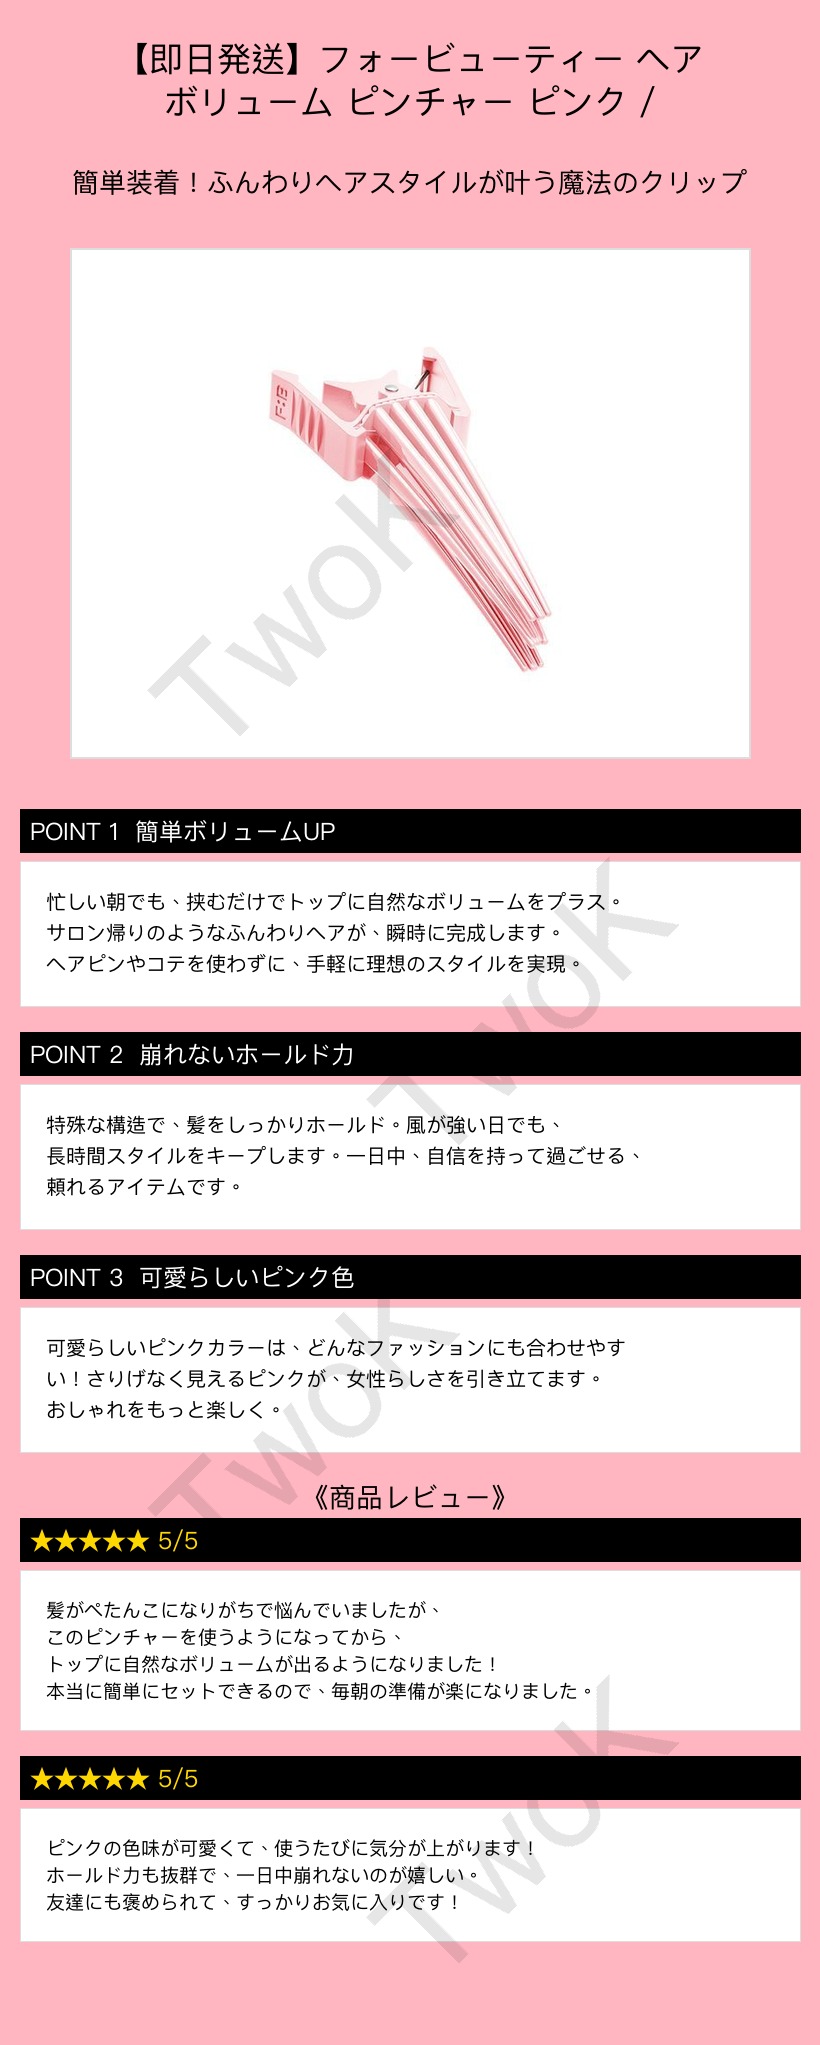 【即日発送】フォービューティー ヘア
ボリューム ピンチャー ピンク /
簡単装着！ふんわりヘアスタイルが叶う魔法のクリップ
F:B
TwoK
POINT 1 簡単ボリュームUP
忙しい朝でも、挟むだけでトップに自然なボリュームをプラス。
サロン帰りのようなふんわりヘアが、瞬時に完成します。
ヘアピンやコテを使わずに、手軽に理想のスタイルを実現。
TwoK
POINT 2 崩れないホールド力
特殊な構造で、髪をしっかりホールド。風が強い日でも、
長時間スタイルをキープします。一日中、自信を持って過ごせる、
頼れるアイテムです。
POINT 3 可愛らしいピンク色
可愛らしいピンクカラーは、どんなファッションにも合わせやす
い！さりげなく見えるピンクが、女性らしさを引き立てます。
おしゃれをもっと楽しく。
TwoK
《商品レビュー》
★★★★★ 5/5
髪がぺたんこになりがちで悩んでいましたが、
このピンチャーを使うようになってから、
トップに自然なボリュームが出るようになりました！
本当に簡単にセットできるので、毎朝の準備が楽になりました。
★★★★★ 5/5
ピンクの色味が可愛くて、使うたびに気分が上がります！
ホールド力も抜群で、一日中崩れないのが嬉しい。
友達にも褒められて、すっかりお気に入りです！
TwoK